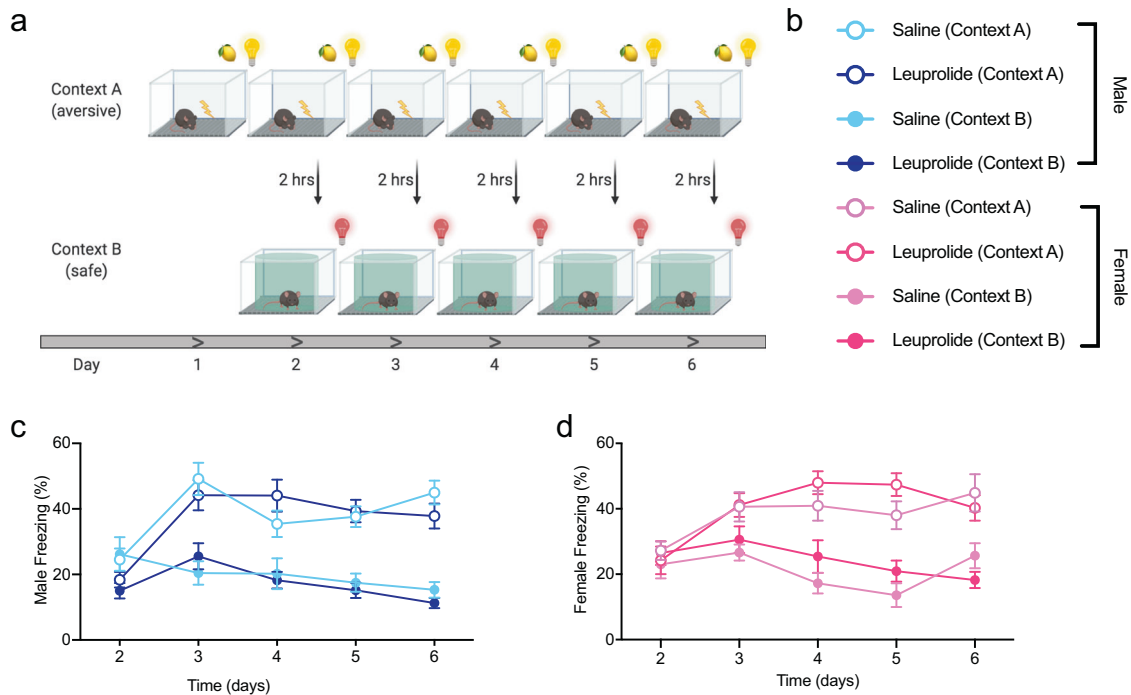 a
Context A
(aversive)
2 hrs
2 hrs
2 hrs
2 hrs
2 hrs
Context B
(safe)
> > > > >  >
Day 1 2 3 4 5 6
b
Saline (Context A)
Leuprolide (Context A)
Saline (Context B)
Leuprolide (Context B)
Male
Saline (Context A)
Leuprolide (Context A)
Saline (Context B)
Leuprolide (Context B)
Female
c
Male Freezing (%)
60
40
20
0
2 3 4 5 6
Time (days)
d
Female Freezing (%)
60
40
20
0
2 3 4 5 6
Time (days)